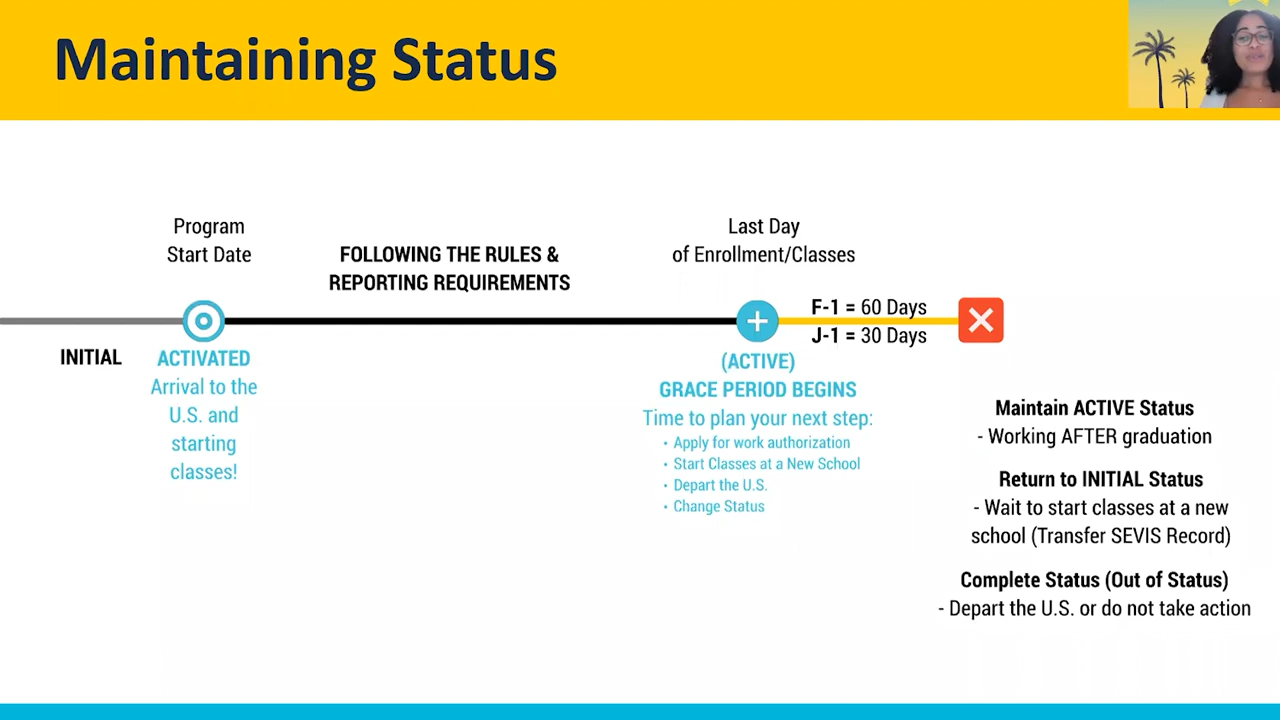 Maintaining Status
Program
Start Date
FOLLOWING THE RULES &
REPORTING REQUIREMENTS
Last Day
of Enrollment/Classes
F-1 = 60 Days
J-1 = 30 Days
INITIAL
ACTIVATED
Arrival to the
U.S. and
starting
classes!
(ACTIVE)
GRACE PERIOD BEGINS
Time to plan your next step:
• Apply for work authorization
• Start Classes at a New School
• Depart the U.S.
• Change Status
Maintain ACTIVE Status
- Working AFTER graduation
Return to INITIAL Status
- Wait to start classes at a new
school (Transfer SEVIS Record)
Complete Status (Out of Status)
- Depart the U.S. or do not take action